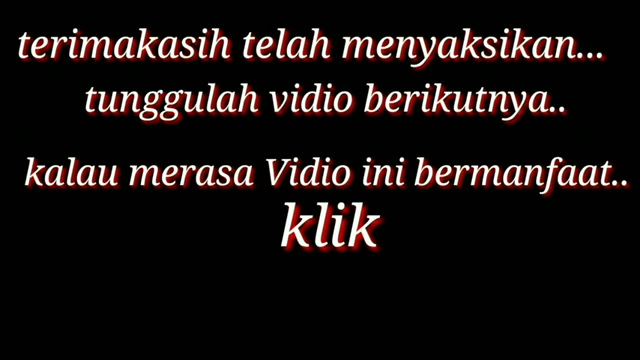 terimakasih telah menyaksikan...
tunggulah vidio berikutnya..
kalau merasa Vidio ini bermanfaat..
klik